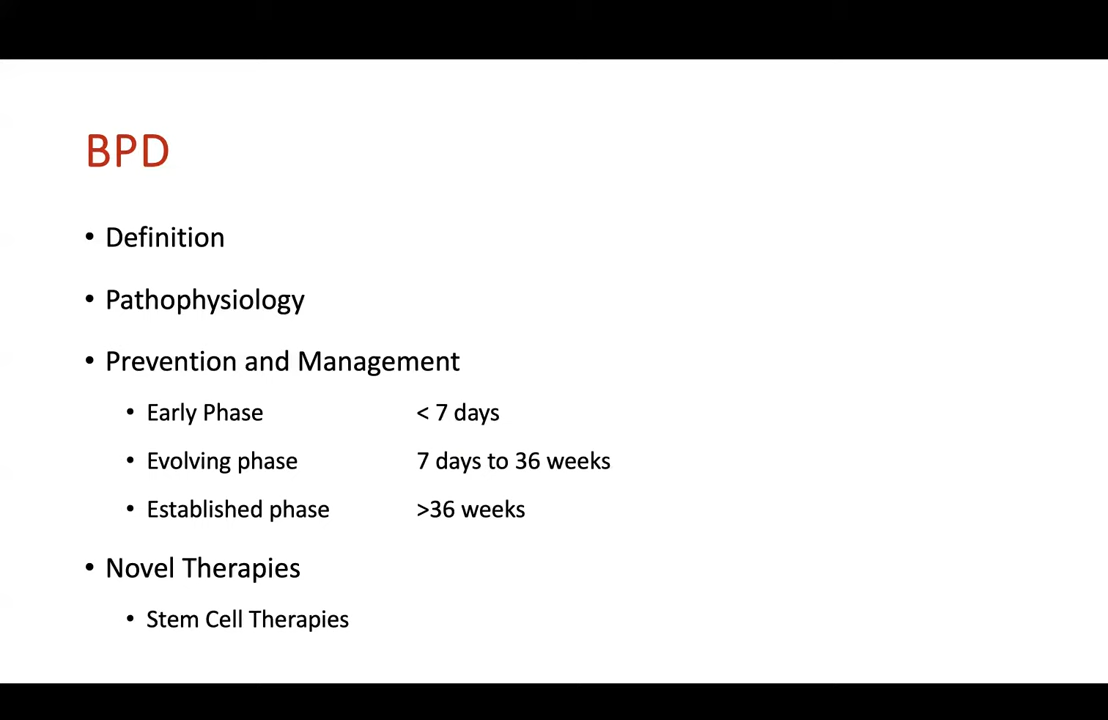 BPD
• Definition
• Pathophysiology
• Prevention and Management
• Early Phase < 7 days
• Evolving phase 7 days to 36 weeks
• Established phase >36 weeks
• Novel Therapies
• Stem Cell Therapies